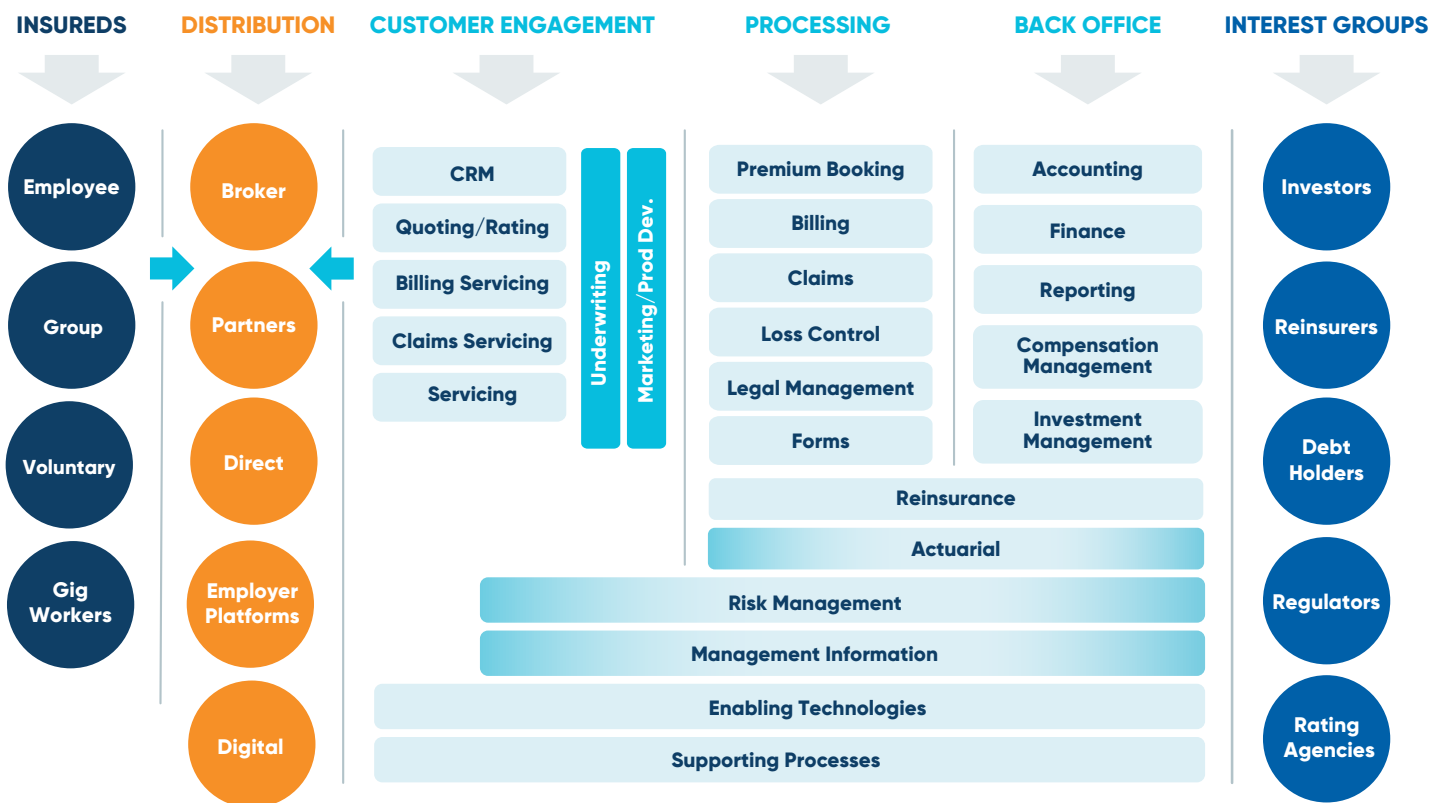 INSUREDS
DISTRIBUTION
CUSTOMER ENGAGEMENT
PROCESSING
BACK OFFICE
INTEREST GROUPS
Employee
Group
Voluntary
Gig
Workers
Broker
Partners
Direct
Employer
Platforms
Digital
CRM
Quoting/Rating
Billing Servicing
Claims Servicing
Servicing
Underwriting
Marketing/Prod Dev.
Premium Booking
Billing
Claims
Loss Control
Legal Management
Forms
Accounting
Finance
Reporting
Compensation
Management
Investment
Management
Reinsurance
Actuarial
Risk Management
Management Information
Enabling Technologies
Supporting Processes
Investors
Reinsurers
Debt
Holders
Regulators
Rating
Agencies